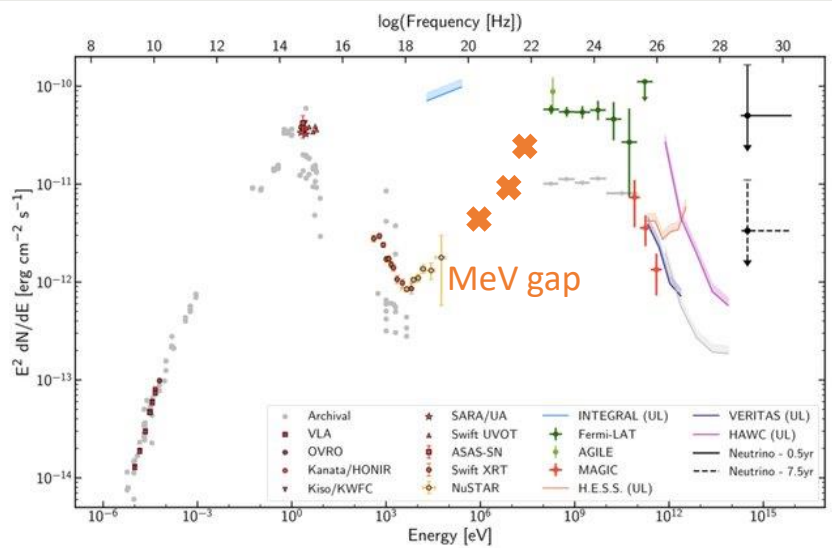 log(Frequency [Hz])
8 10 12 14 16 18 20 22 24 26 28 30
E² dN/dE [erg cm⁻² s⁻¹]
10⁻¹⁰
10⁻¹¹
10⁻¹²
10⁻¹³
10⁻¹⁴
MeV gap
Archival
VLA
OVRO
Kanata/HONIR
Kiso/KWFC
SARA/UA
Swift UVOT
ASAS-SN
Swift XRT
NuSTAR
INTEGRAL (UL)
Fermi-LAT
AGILE
MAGIC
H.E.S.S. (UL)
VERITAS (UL)
HAWC (UL)
Neutrino - 0.5yr
Neutrino - 7.5yr
10⁻⁶ 10⁻³ 10⁰ 10³ 10⁶ 10⁹ 10¹² 10¹⁵
Energy [eV]